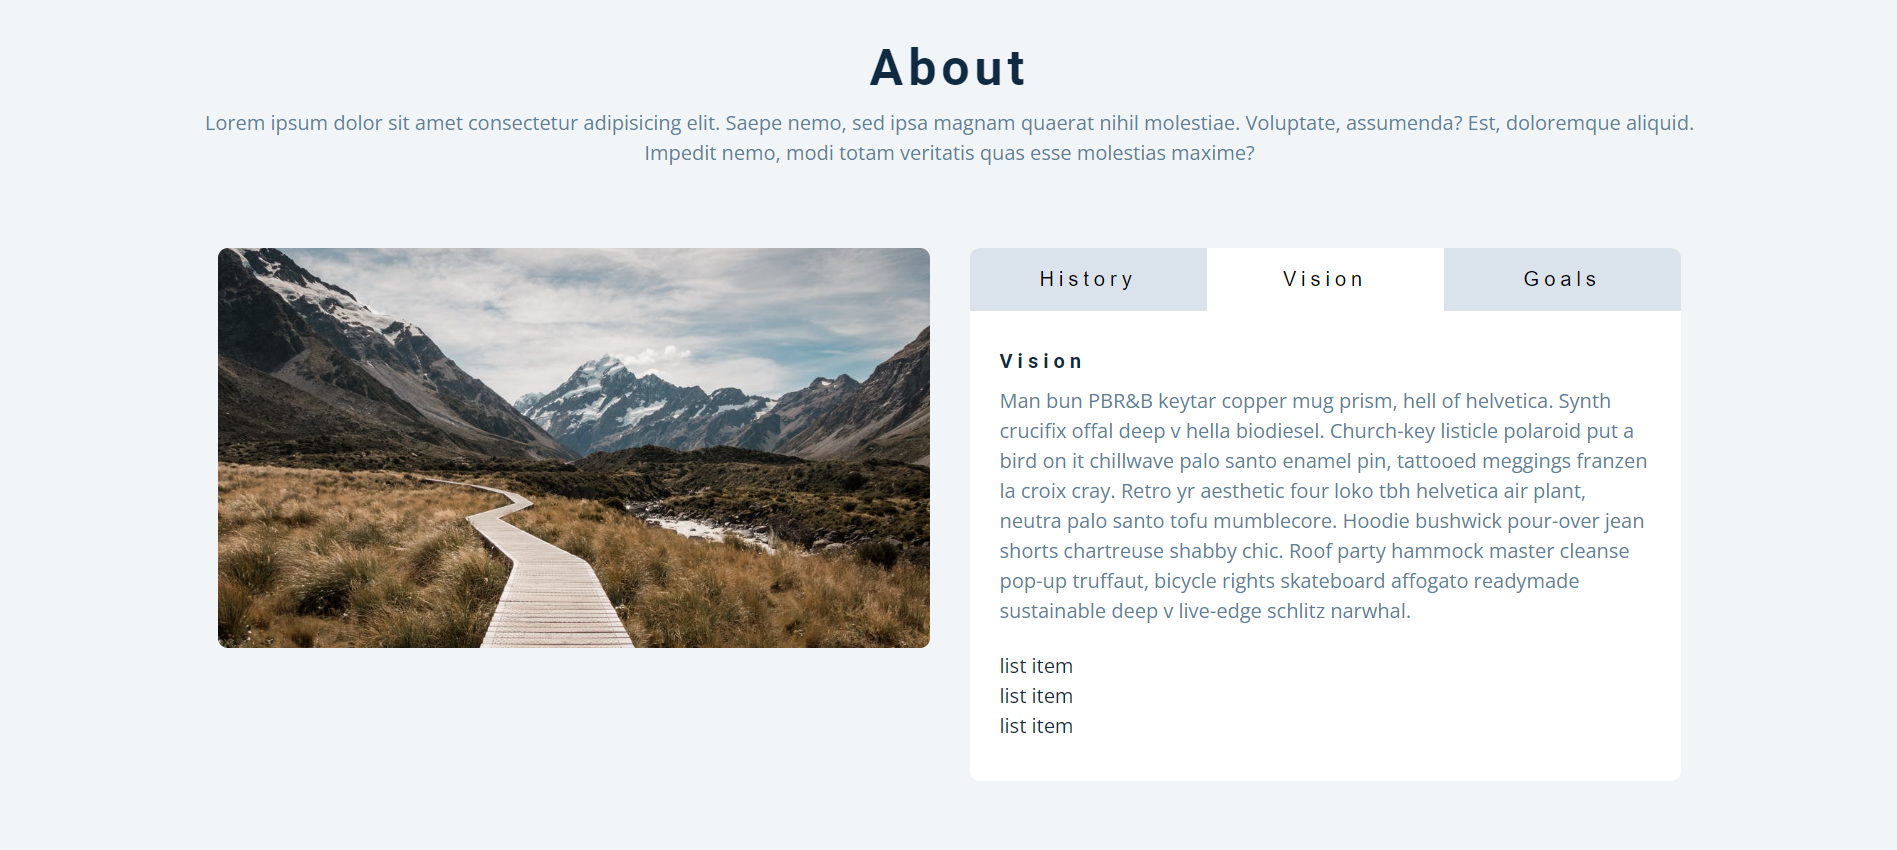 About
Lorem ipsum dolor sit amet consectetur adipisicing elit. Saepe nemo, sed ipsa magnam quaerat nihil molestiae. Voluptate, assumenda? Est, doloremque aliquid.
Impedit nemo, modi totam veritatis quas esse molestias maxime?
History
Vision
Goals
Vision
Man bun PBR&B keytar copper mug prism, hell of helvetica. Synth
crucifix offal deep v hella biodiesel. Church-key listicle polaroid put a
bird on it chillwave palo santo enamel pin, tattooed meggings franzen
la croix cray. Retro yr aesthetic four loko tbh helvetica air plant,
neutra palo santo tofu mumblecore. Hoodie bushwick pour-over jean
shorts chartreuse shabby chic. Roof party hammock master cleanse
pop-up truffaut, bicycle rights skateboard affogato readymade
sustainable deep v live-edge schlitz narwhal.
list item
list item
list item